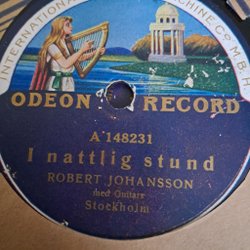 INTERNATIONAL
MACHINE Co M.B.H
ODEON RECORD
A 148231
I nattlig stund
ROBERT JOHANSSON
med Guitarr
Stockholm